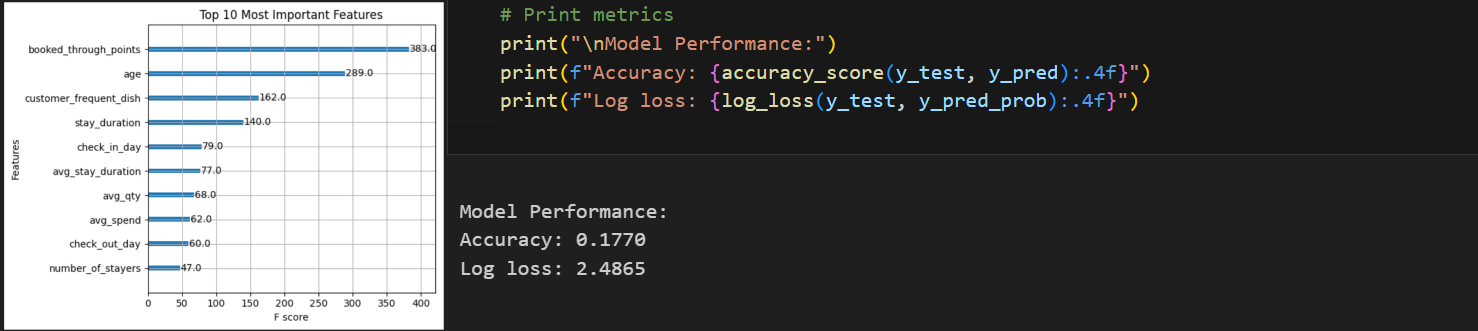 Top 10 Most Important Features
booked_through_points
383.0
age
289.0
customer_frequent_dish
162.0
stay_duration
140.0
check_in_day
79.0
avg_stay_duration
77.0
avg_qty
68.0
avg_spend
62.0
check_out_day
60.0
number_of_stayers
47.0
Features
0 50 100 150 200 250 300 350 400
F score
# Print metrics
print("\nModel Performance:")
print(f"Accuracy: {accuracy_score(y_test, y_pred):.4f}")
print(f"Log loss: {log_loss(y_test, y_pred_prob):.4f}")
Model Performance:
Accuracy: 0.1770
Log loss: 2.4865